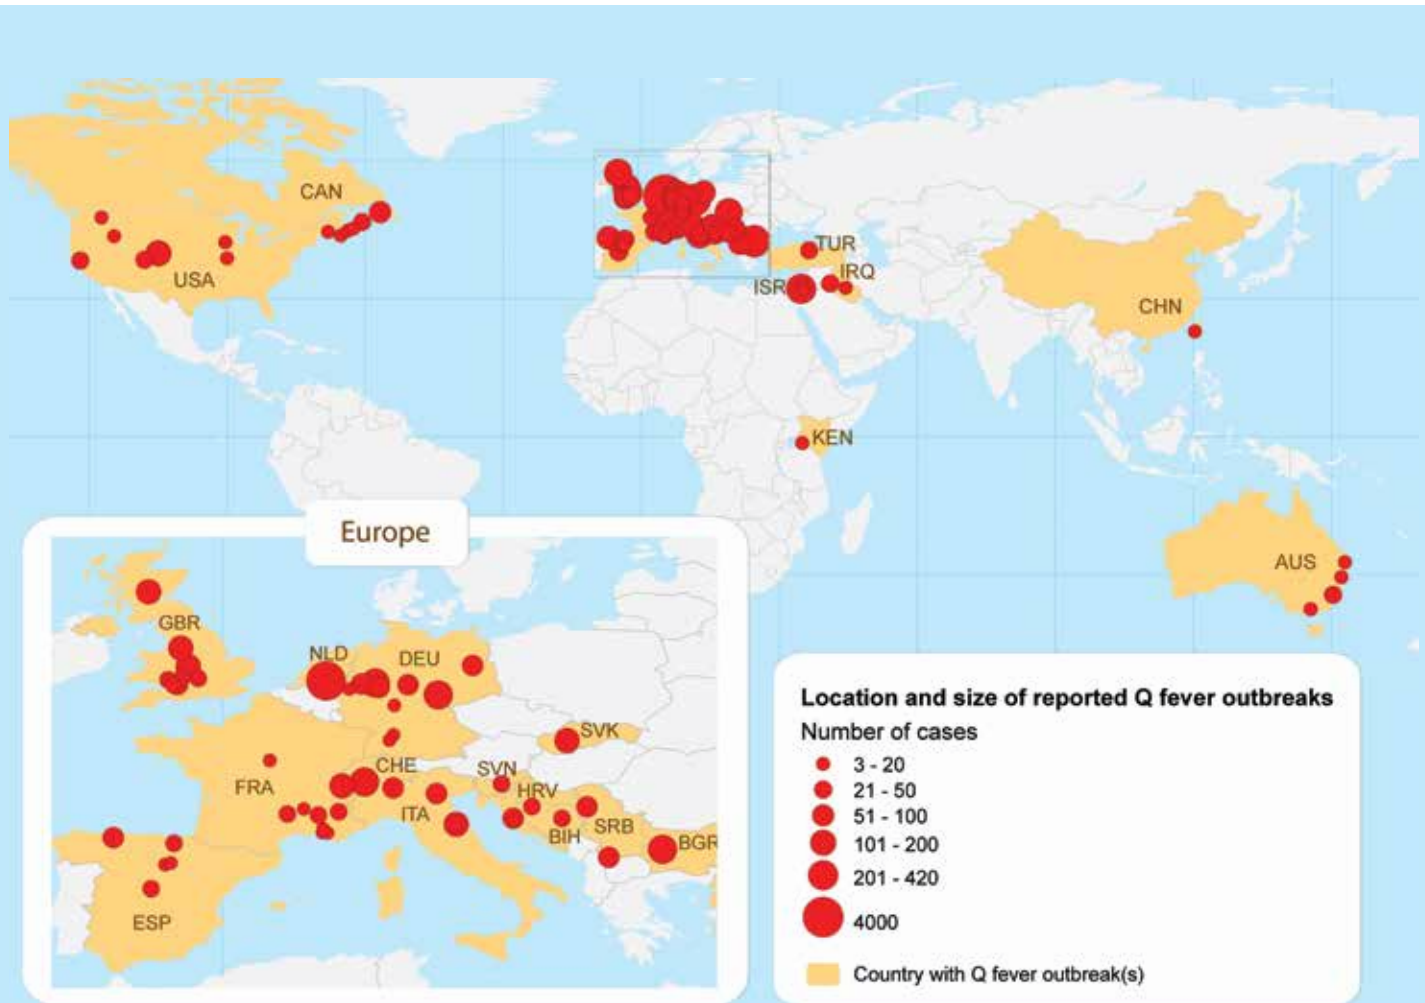 CAN
USA
TUR
IRQ
ISR
CHN
KEN
AUS
Europe
GBR
NLD
DEU
SVK
CHE
SVN
FRA
HRV
ITA
SRB
BIH
BGR
ESP
Location and size of reported Q fever outbreaks
Number of cases
3 - 20
21 - 50
51 - 100
101 - 200
201 - 420
4000
Country with Q fever outbreak(s)